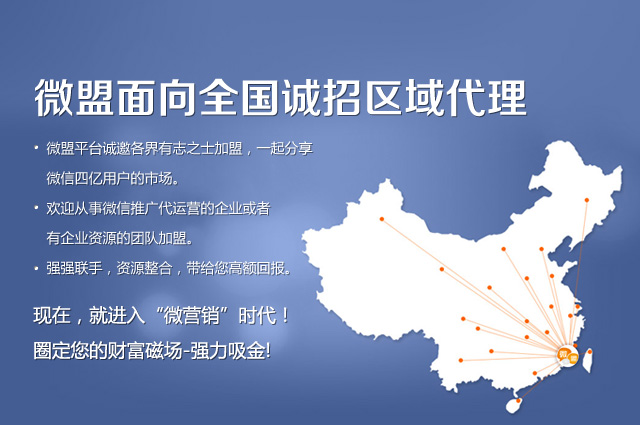 微盟面向全国诚招区域代理
• 微盟平台诚邀各界有志之士加盟，一起分享
微信四亿用户的市场。
• 欢迎从事微信推广代运营的企业或者
有企业资源的团队加盟。
• 强强联手，资源整合，带给您高额回报。
现在，就进入“微营销”时代！
圈定您的财富磁场-强力吸金!